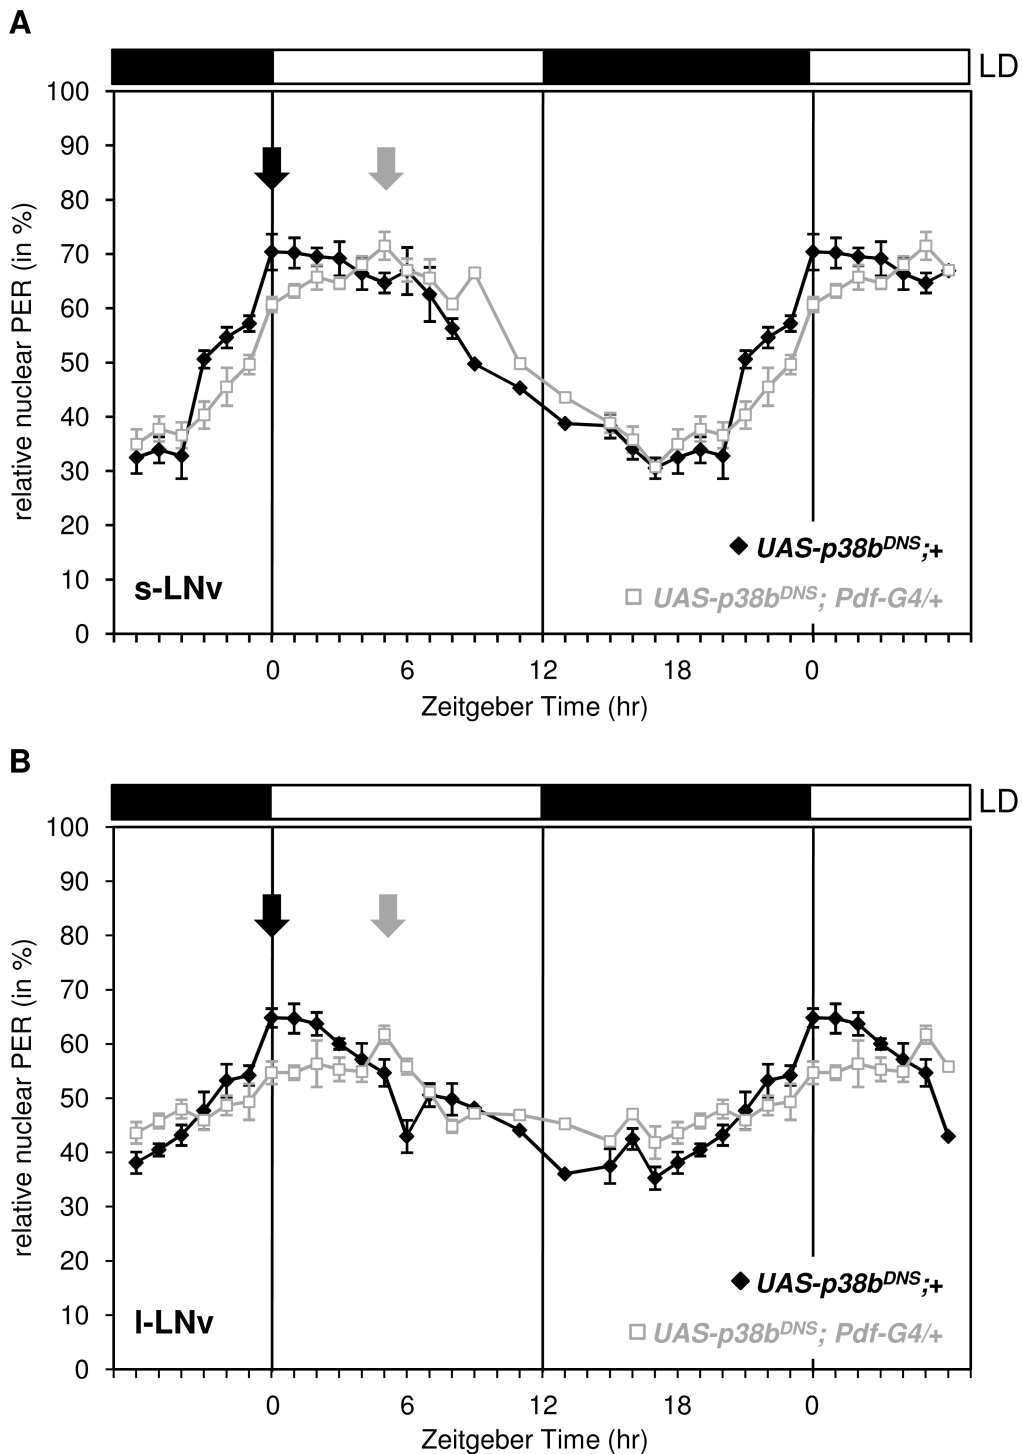 A
LD
100
90
80
70
60
50
40
30
20
10
0
relative nuclear PER (in %)
UAS-p38b^DNS;+
UAS-p38b^DNS; Pdf-G4/+
s-LNv
0 6 12 18 0
Zeitgeber Time (hr)
B
LD
100
90
80
70
60
50
40
30
20
10
0
relative nuclear PER (in %)
UAS-p38b^DNS;+
UAS-p38b^DNS; Pdf-G4/+
l-LNv
0 6 12 18 0
Zeitgeber Time (hr)